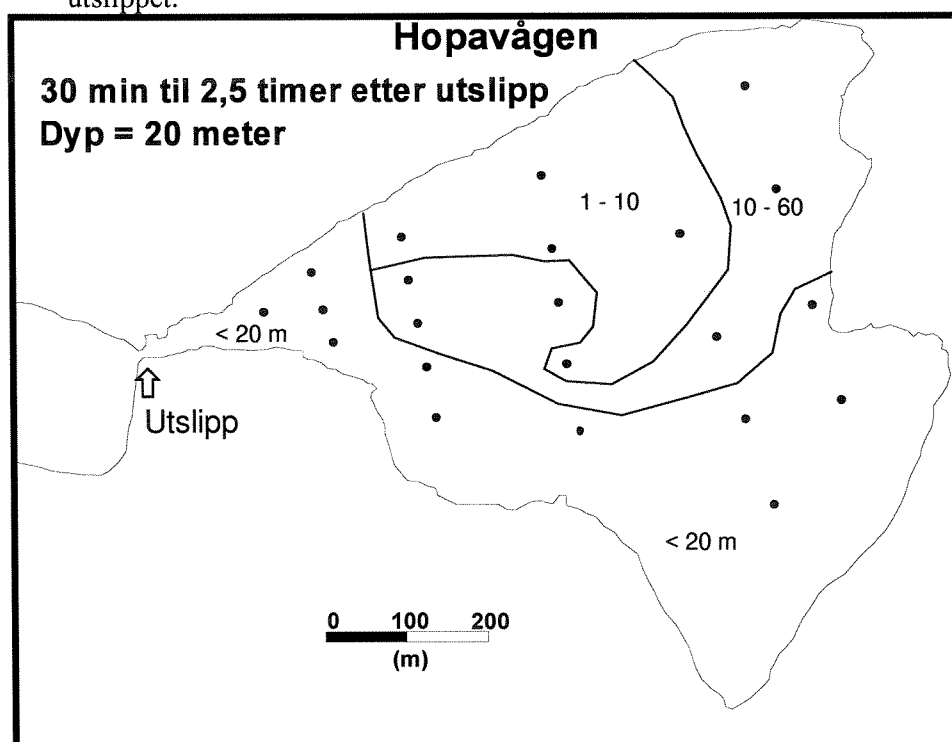 utslippet.
Hopavågen
30 min til 2,5 timer etter utslipp
Dyp = 20 meter
1 - 10
10 - 60
< 20 m
Utslipp
< 20 m
0 100 200
(m)